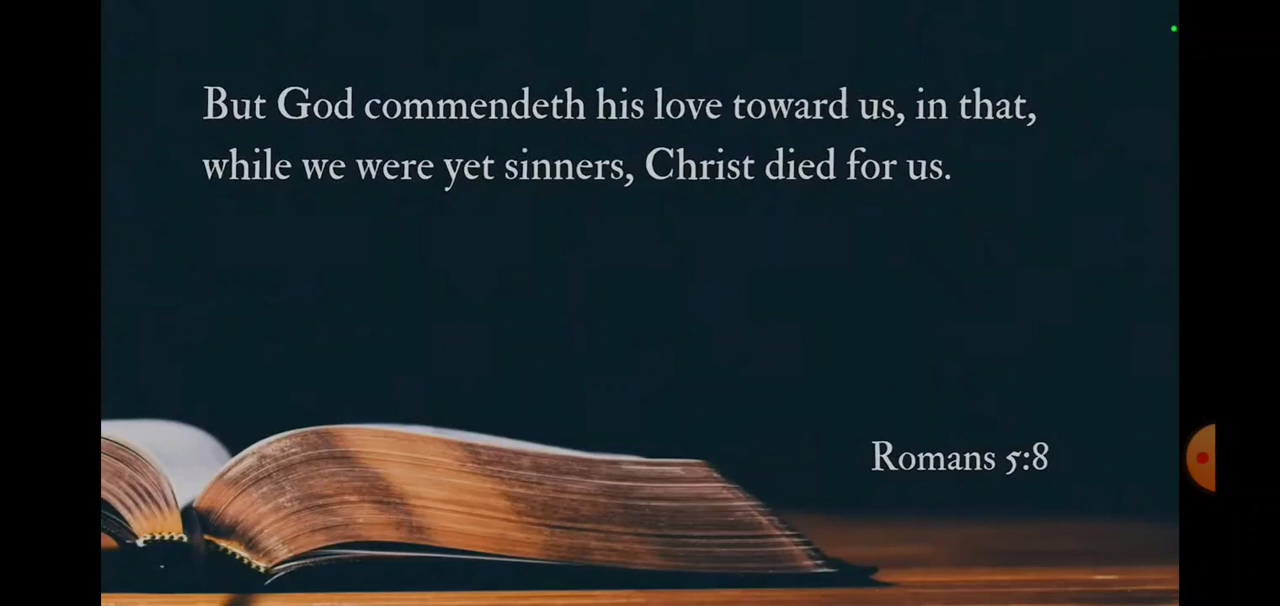 But God commendeth his love toward us, in that,
while we were yet sinners, Christ died for us.
Romans 5:8